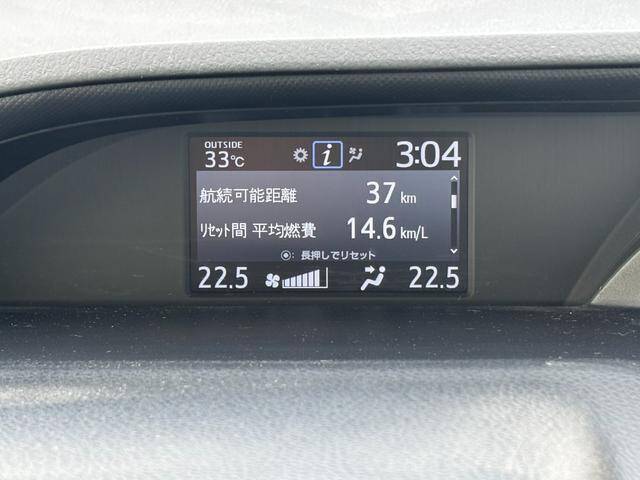 OUTSIDE
33℃ i 3:04
航続可能距離 37 km
リセット間 平均燃費 14.6 km/L
⦿: 長押しでリセット
22.5 22.5